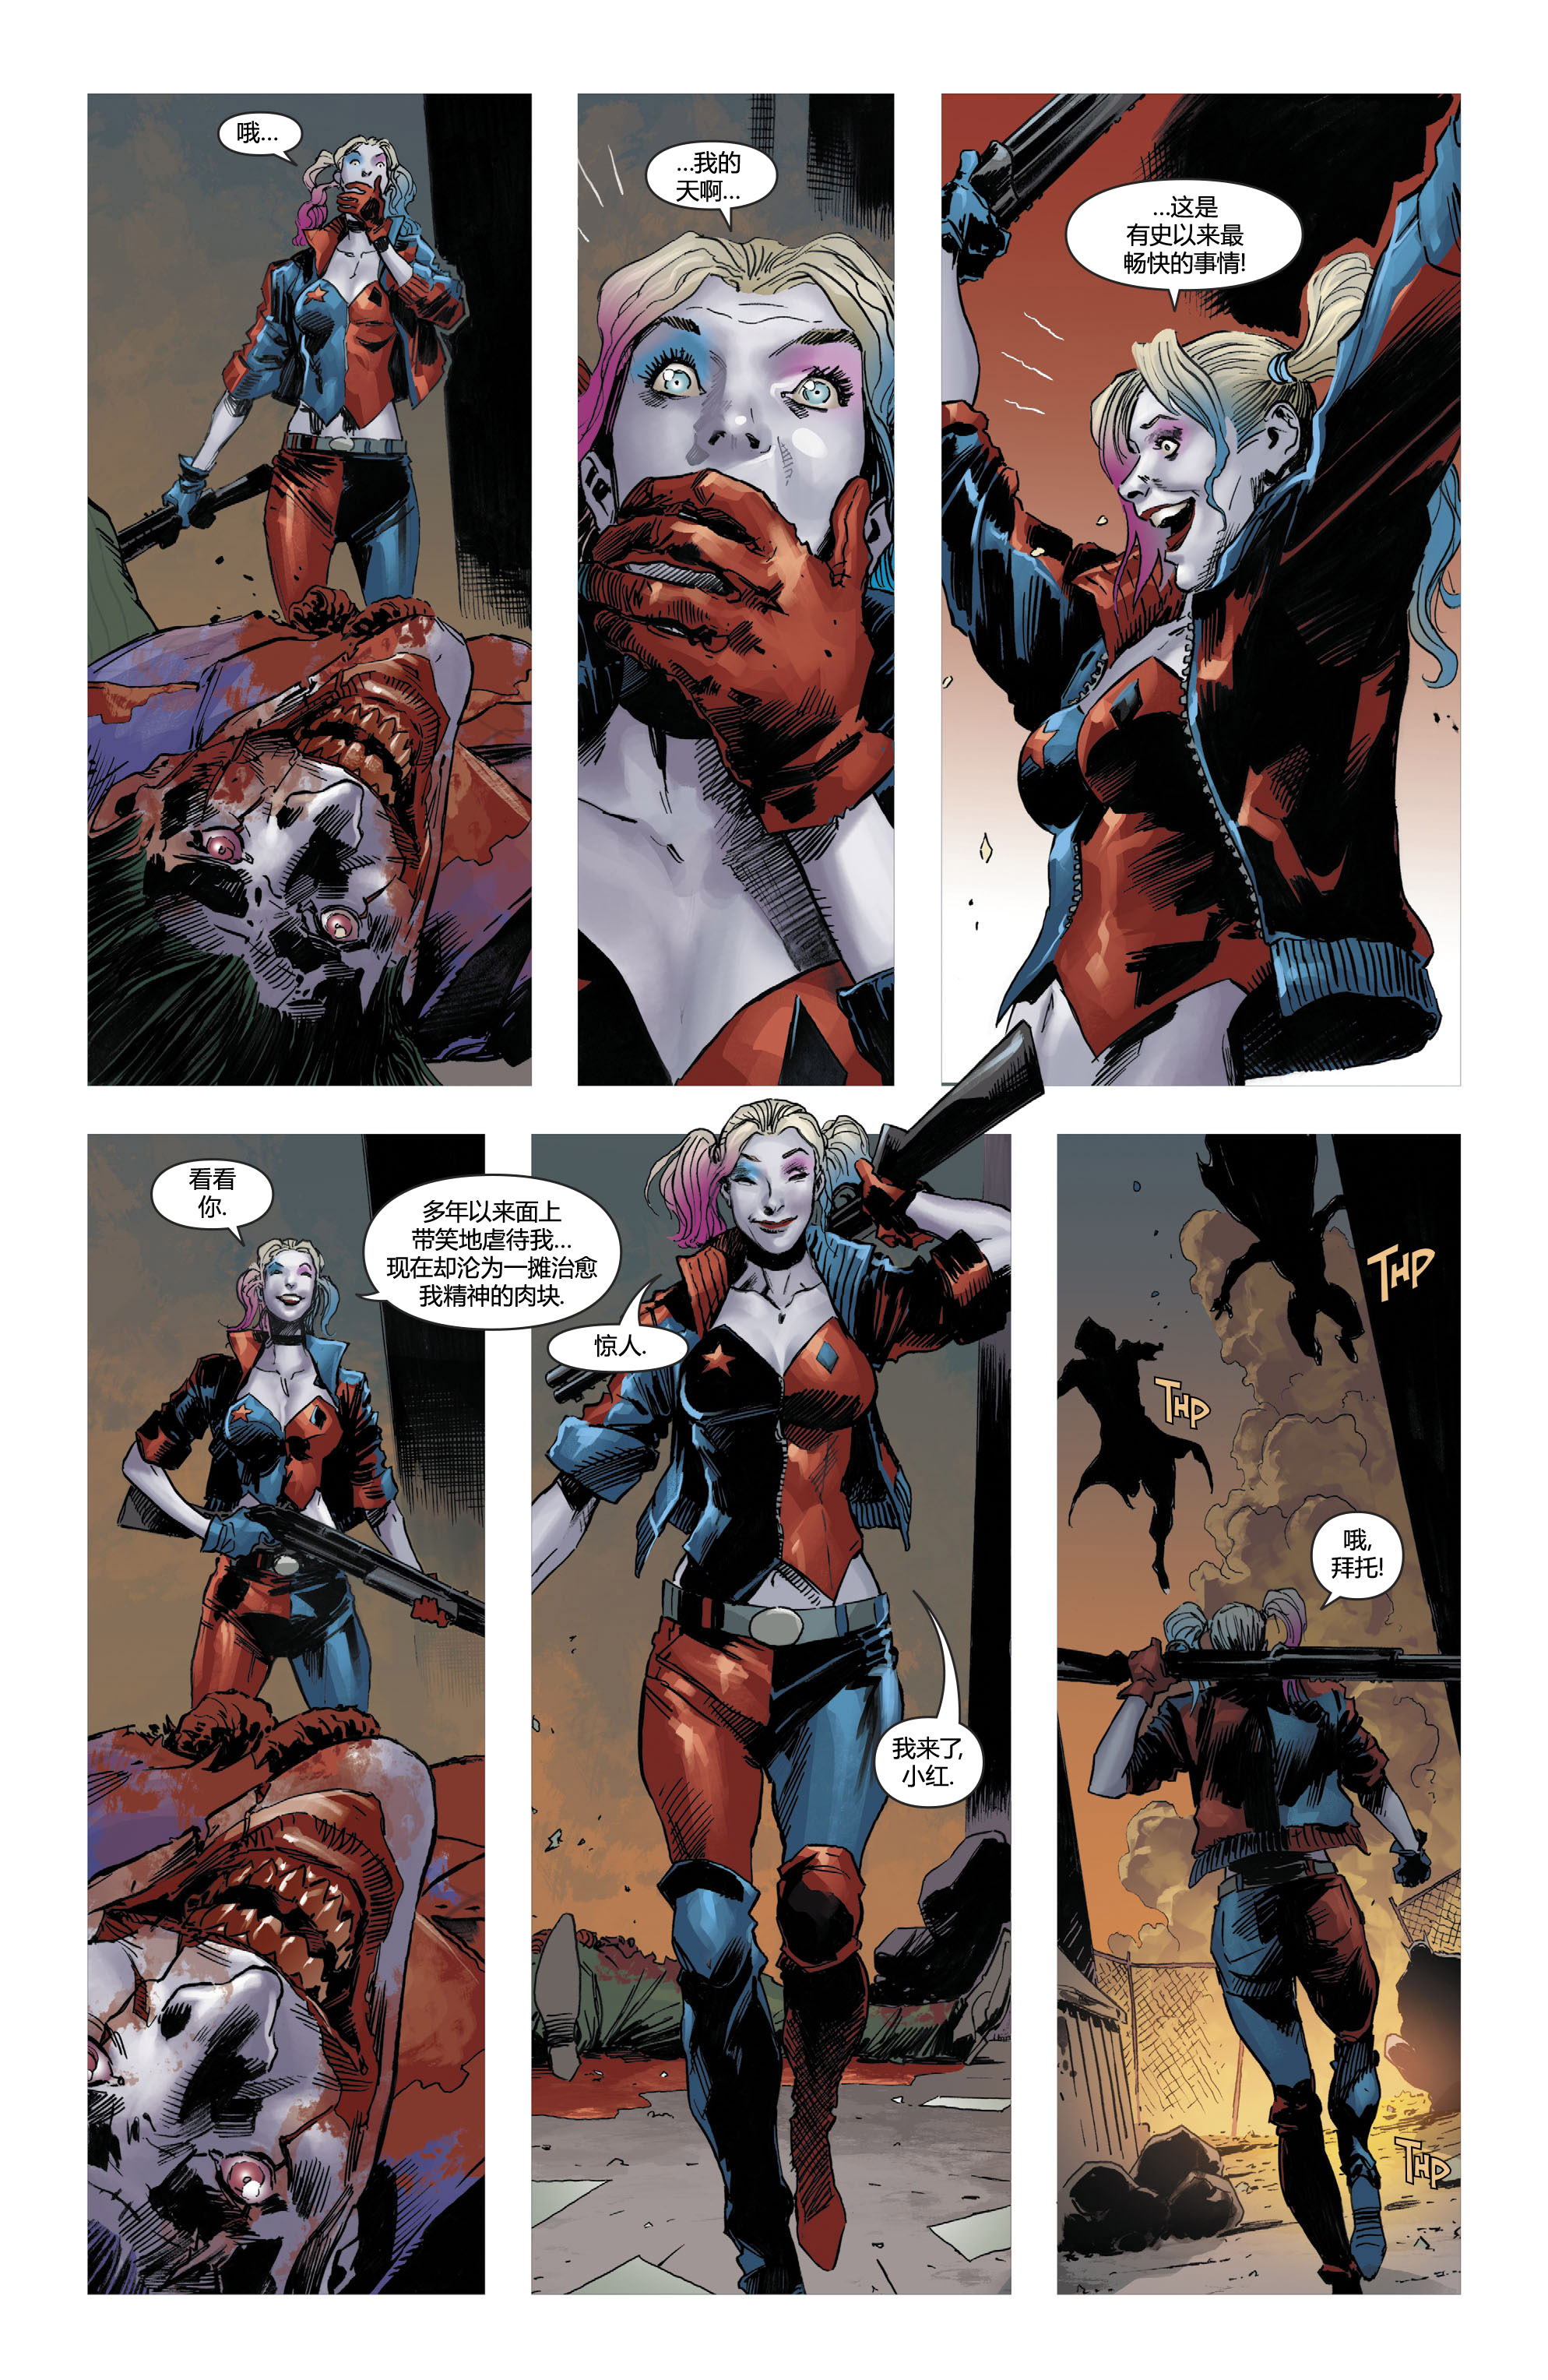 哦...
...我的
天啊...
...这是
有史以来最
畅快的事情!
看看
你.
多年以来面上
带笑地虐待我...
现在却沦为一摊治愈
我精神的肉块.
惊人.
我来了,
小红.
THP
THP
哦,
拜托!
THP